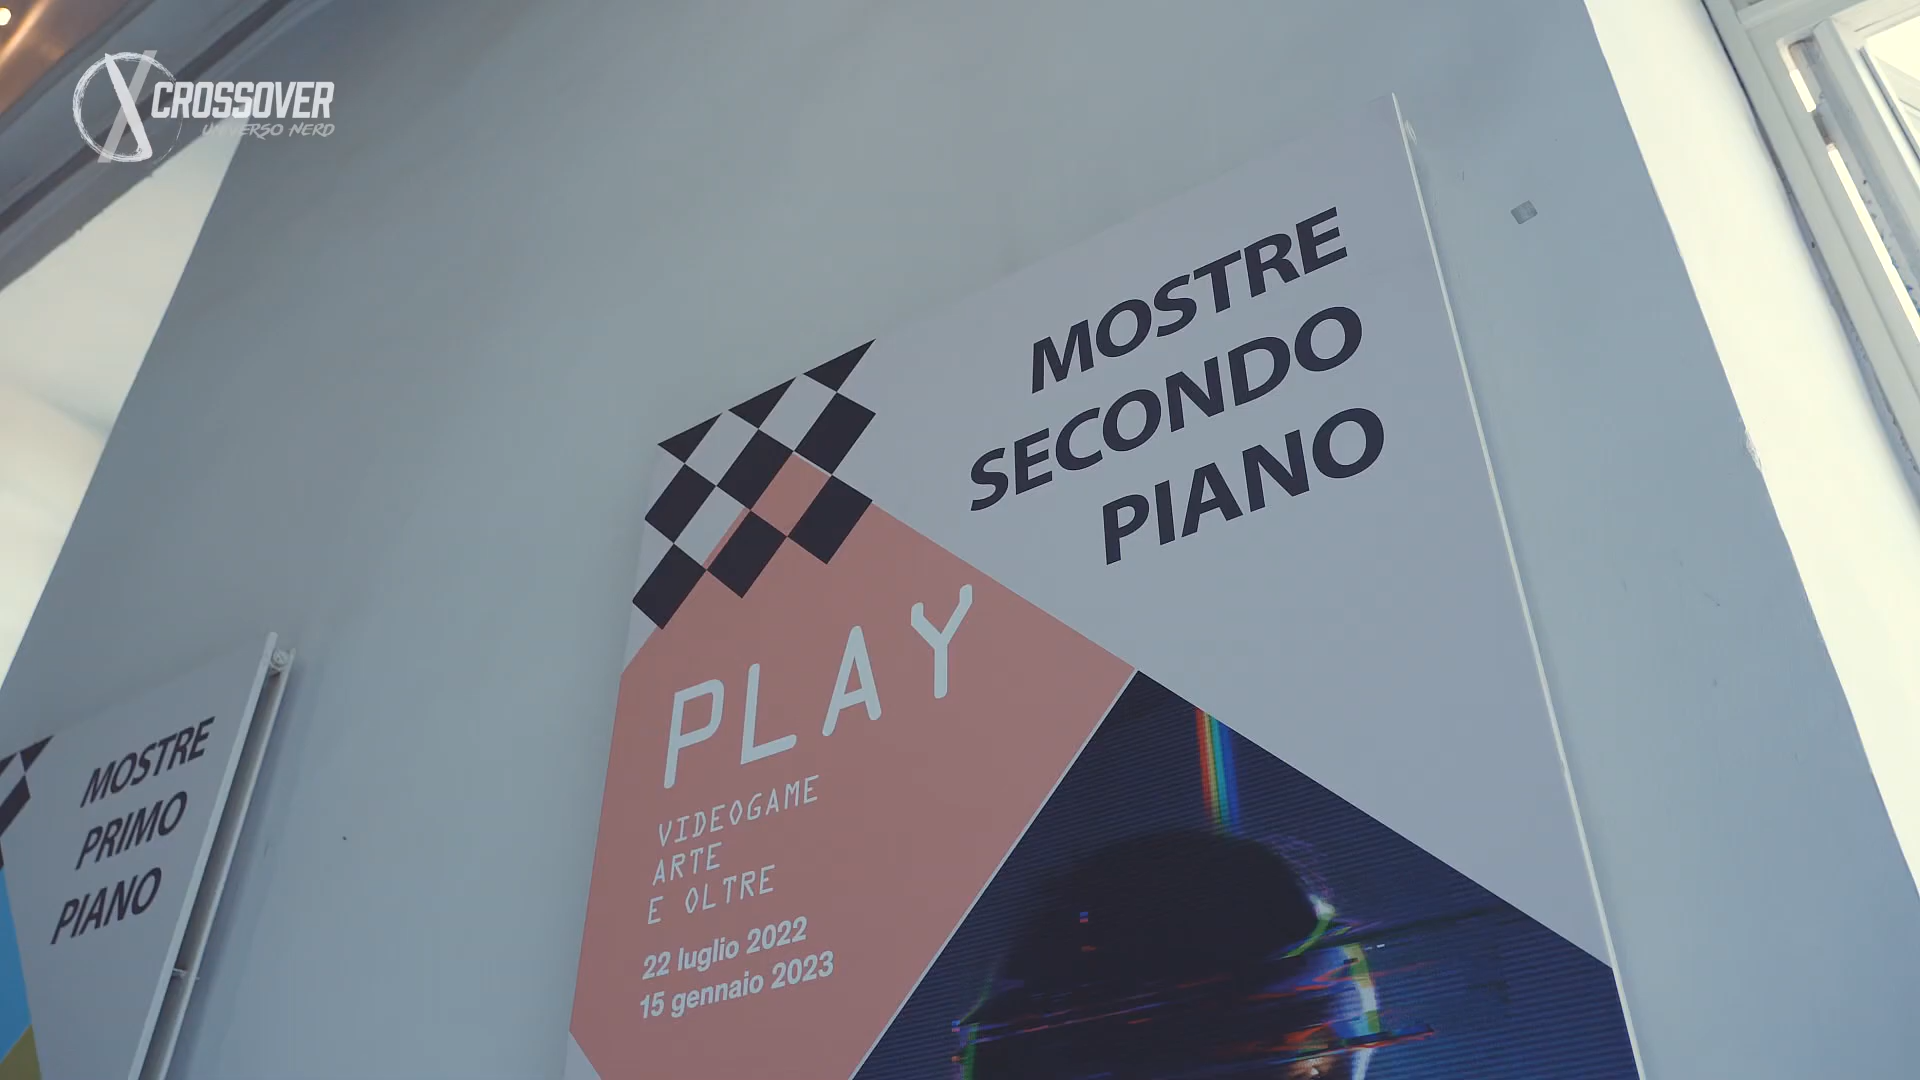 CROSSOVER
UNIVERSO NERD
MOSTRE
SECONDO
PIANO
PLAY
VIDEOGAME
ARTE
E OLTRE
22 luglio 2022
15 gennaio 2023
MOSTRE
PRIMO
PIANO